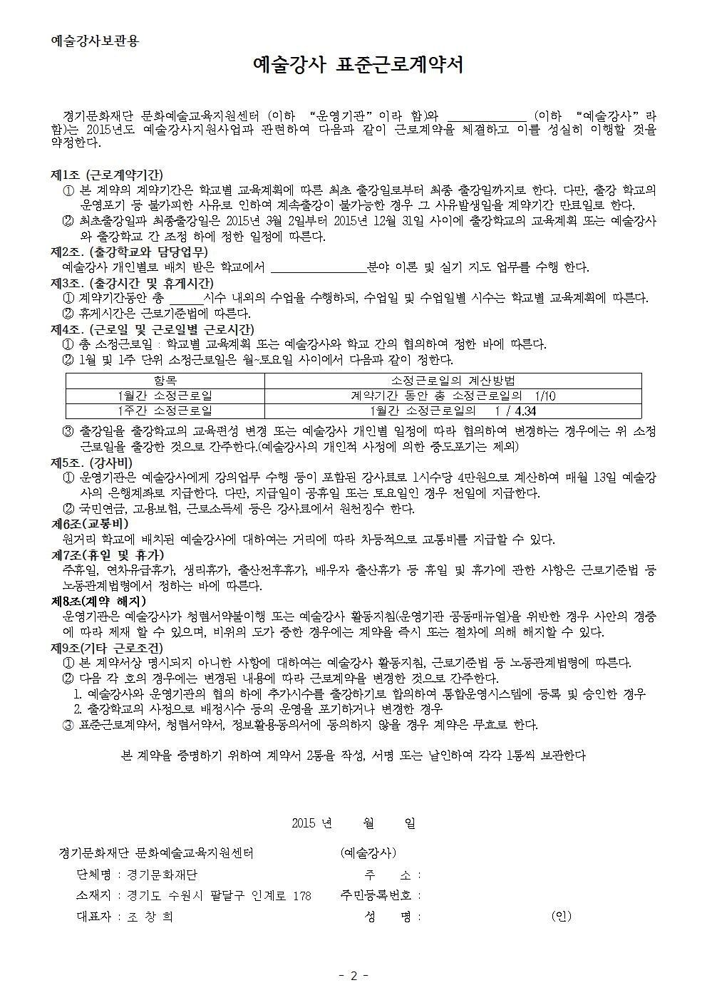 예술강사보관용
예술강사 표준근로계약서
경기문화재단 문화예술교육지원센터 (이하 “운영기관”이라 함)와 ______________ (이하 “예술강사”라
함)는 2015년도 예술강사지원사업과 관련하여 다음과 같이 근로계약을 체결하고 이를 성실히 이행할 것을
약정한다.
제1조 (근로계약기간)
① 본 계약의 계약기간은 학교별 교육계획에 따른 최초 출강일로부터 최종 출강일까지로 한다. 다만, 출강 학교의
운영포기 등 불가피한 사유로 인하여 계속출강이 불가능한 경우 그 사유발생일을 계약기간 만료일로 한다.
② 최초출강일과 최종출강일은 2015년 3월 2일부터 2015년 12월 31일 사이에 출강학교의 교육계획 또는 예술강사
와 출강학교 간 조정 하에 정한 일정에 따른다.
제2조. (출강학교와 담당업무)
예술강사 개인별로 배치 받은 학교에서 _________________분야 이론 및 실기 지도 업무를 수행 한다.
제3조. (출강시간 및 휴게시간)
① 계약기간동안 총 ______시수 내외의 수업을 수행하되, 수업일 및 수업일별 시수는 학교별 교육계획에 따른다.
② 휴게시간은 근로기준법에 따른다.
제4조. (근로일 및 근로일별 근로시간)
① 총 소정근로일 : 학교별 교육계획 또는 예술강사와 학교 간의 협의하여 정한 바에 따른다.
② 1월 및 1주 단위 소정근로일은 월~토요일 사이에서 다음과 같이 정한다.
항목 소정근로일의 계산방법
1월간 소정근로일 계약기간 동안 총 소정근로일의 1/10
1주간 소정근로일 1월간 소정근로일의 1 / 4.34
③ 출강일을 출강학교의 교육편성 변경 또는 예술강사 개인별 일정에 따라 협의하여 변경하는 경우에는 위 소정
근로일을 출강한 것으로 간주한다.(예술강사의 개인적 사정에 의한 중도포기는 제외)
제5조. (강사비)
① 운영기관은 예술강사에게 강의업무 수행 등이 포함된 강사료로 1시수당 4만원으로 계산하여 매월 13일 예술강
사의 은행계좌로 지급한다. 다만, 지급일이 공휴일 또는 토요일인 경우 전일에 지급한다.
② 국민연금, 고용보험, 근로소득세 등은 강사료에서 원천징수 한다.
제6조(교통비)
원거리 학교에 배치된 예술강사에 대하여는 거리에 따라 차등적으로 교통비를 지급할 수 있다.
제7조(휴일 및 휴가)
주휴일, 연차유급휴가, 생리휴가, 출산전후휴가, 배우자 출산휴가 등 휴일 및 휴가에 관한 사항은 근로기준법 등
노동관계법령에서 정하는 바에 따른다.
제8조(계약 해지)
운영기관은 예술강사가 청렴서약불이행 또는 예술강사 활동지침(운영기관 공동매뉴얼)을 위반한 경우 사안의 경중
에 따라 제재 할 수 있으며, 비위의 도가 중한 경우에는 계약을 즉시 또는 절차에 의해 해지할 수 있다.
제9조(기타 근로조건)
① 본 계약서상 명시되지 아니한 사항에 대하여는 예술강사 활동지침, 근로기준법 등 노동관계법령에 따른다.
② 다음 각 호의 경우에는 변경된 내용에 따라 근로계약을 변경한 것으로 간주한다.
1. 예술강사와 운영기관의 협의 하에 추가시수를 출강하기로 합의하여 통합운영시스템에 등록 및 승인한 경우
2. 출강학교의 사정으로 배정시수 등의 운영을 포기하거나 변경한 경우
③ 표준근로계약서, 청렴서약서, 정보활용동의서에 동의하지 않을 경우 계약은 무효로 한다.
본 계약을 증명하기 위하여 계약서 2통을 작성, 서명 또는 날인하여 각각 1통씩 보관한다
2015 년 월 일
경기문화재단 문화예술교육지원센터 (예술강사)
단체명 : 경기문화재단 주 소 :
소재지 : 경기도 수원시 팔달구 인계로 178 주민등록번호 :
대표자 : 조 창 희 성 명 : (인)
- 2 -